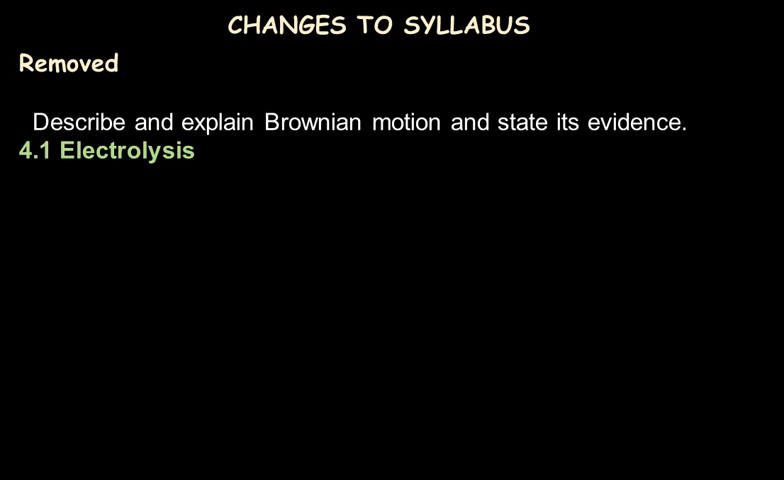 CHANGES TO SYLLABUS
Removed
Describe and explain Brownian motion and state its evidence.
4.1 Electrolysis